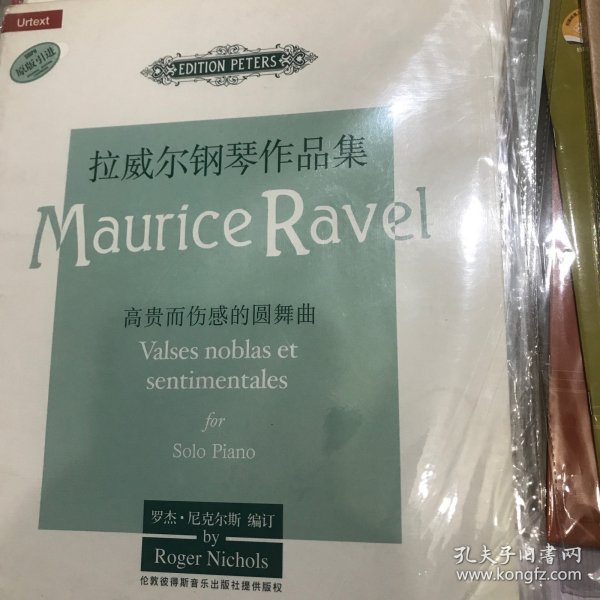 Urtext
原版引进
EDITION PETERS
拉威尔钢琴作品集
Maurice Ravel
高贵而伤感的圆舞曲
Valses noblas et
sentimentales
for
Solo Piano
罗杰·尼克尔斯 编订
by
Roger Nichols
伦敦彼得斯音乐出版社提供版权
孔夫子旧书网
www.kongfz.com